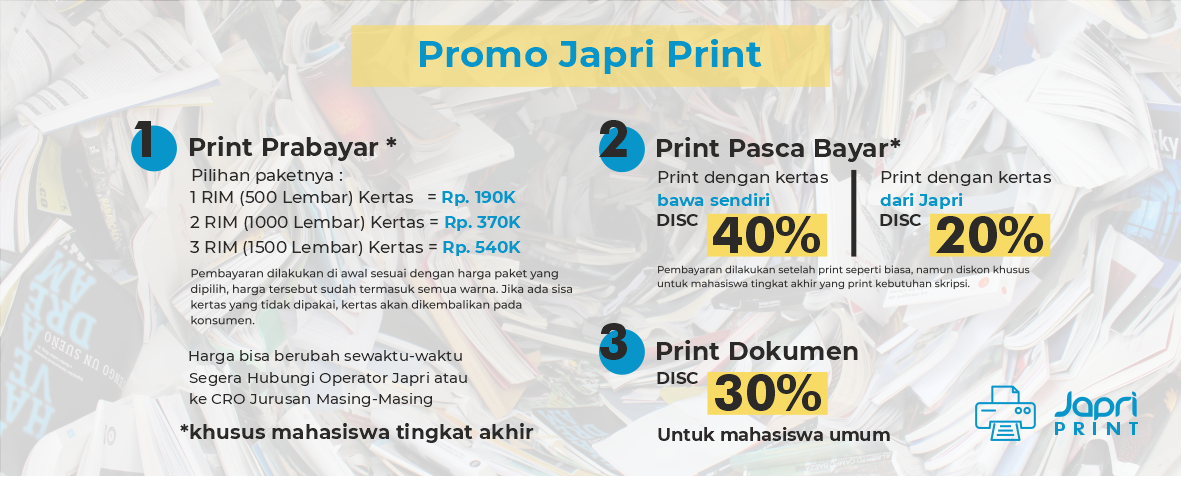 Promo Japri Print
1
Print Prabayar *
Pilihan paketnya :
1 RIM (500 Lembar) Kertas = Rp. 190K
2 RIM (1000 Lembar) Kertas = Rp. 370K
3 RIM (1500 Lembar) Kertas = Rp. 540K
Pembayaran dilakukan di awal sesuai dengan harga paket yang
dipilih, harga tersebut sudah termasuk semua warna. Jika ada sisa
kertas yang tidak dipakai, kertas akan dikembalikan pada
konsumen.
Harga bisa berubah sewaktu-waktu
Segera Hubungi Operator Japri atau
ke CRO Jurusan Masing-Masing
*khusus mahasiswa tingkat akhir
2
Print Pasca Bayar*
Print dengan kertas
bawa sendiri
DISC 40%
Print dengan kertas
dari Japri
DISC 20%
Pembayaran dilakukan setelah print seperti biasa, namun diskon khusus
untuk mahasiswa tingkat akhir yang print kebutuhan skripsi.
3
Print Dokumen
DISC 30%
Untuk mahasiswa umum
Japri
PRINT